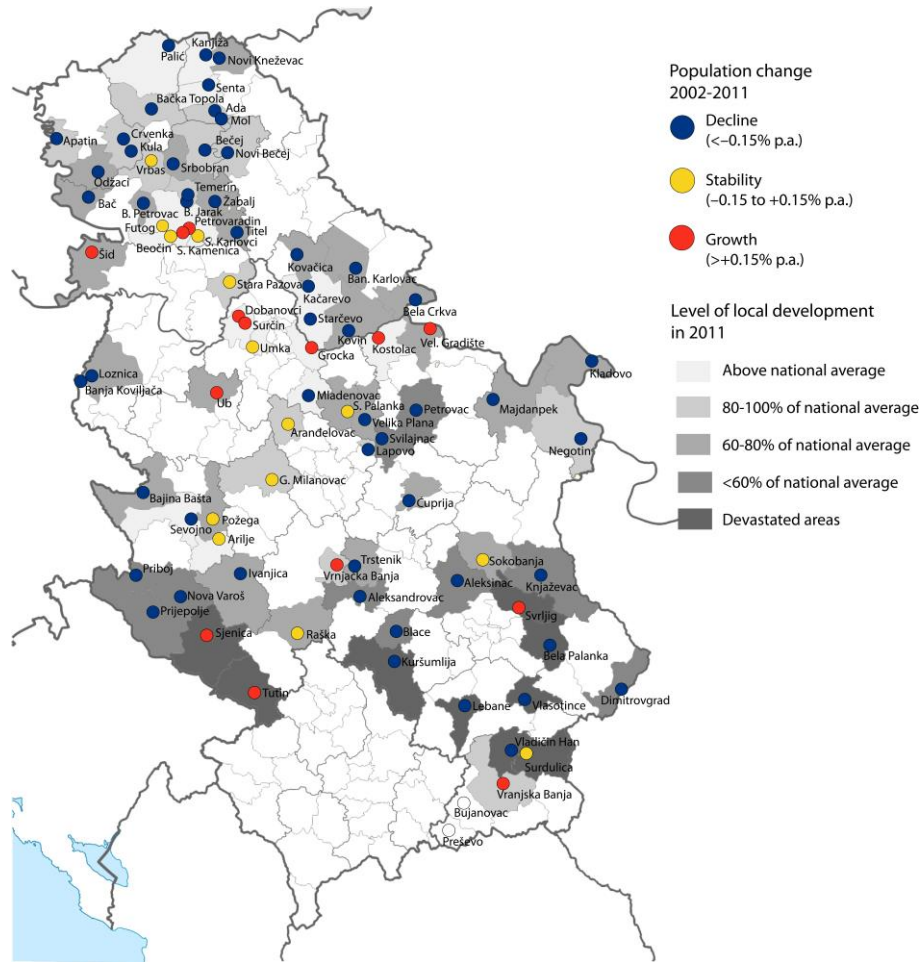 Population change
2002-2011
Decline
(<–0.15% p.a.)
Stability
(–0.15 to +0.15% p.a.)
Growth
(>+0.15% p.a.)
Level of local development
in 2011
Above national average
80-100% of national average
60-80% of national average
<60% of national average
Devastated areas
Kanjiža
Palić
Novi Kneževac
Senta
Bačka Topola
Ada
Mol
Apatin
Crvenka
Kula
Bečej
Novi Bečej
Vrbas
Srbobran
Odžaci
Temerin
Bač
Žabalj
B. Petrovac
B. Jarak
Petrovaradin
Futog
Titel
S. Karlovci
Beočin
S. Kamenica
Šid
Kovačica
Ban. Karlovac
Stara Pazova
Kačarevo
Bela Crkva
Dobanovci
Surčin
Starčevo
Kovin
Vel. Gradište
Umka
Grocka
Kostolac
Kladovo
Loznica
Banja Koviljača
Ub
Mladenovac
S. Palanka
Petrovac
Majdanpek
Velika Plana
Aranđelovac
Svilajnac
Negotin
Lapovo
G. Milanovac
Bajina Bašta
Ćuprija
Sevojno
Požega
Arilje
Priboj
Ivanjica
Trstenik
Vrnjačka Banja
Sokobanja
Aleksinac
Knjaževac
Nova Varoš
Aleksandrovac
Prijepolje
Svrljig
Sjenica
Raška
Blace
Bela Palanka
Kuršumlija
Tutin
Dimitrovgrad
Lebane
Vlasotince
Vladičin Han
Surdulica
Vranjska Banja
Bujanovac
Preševo